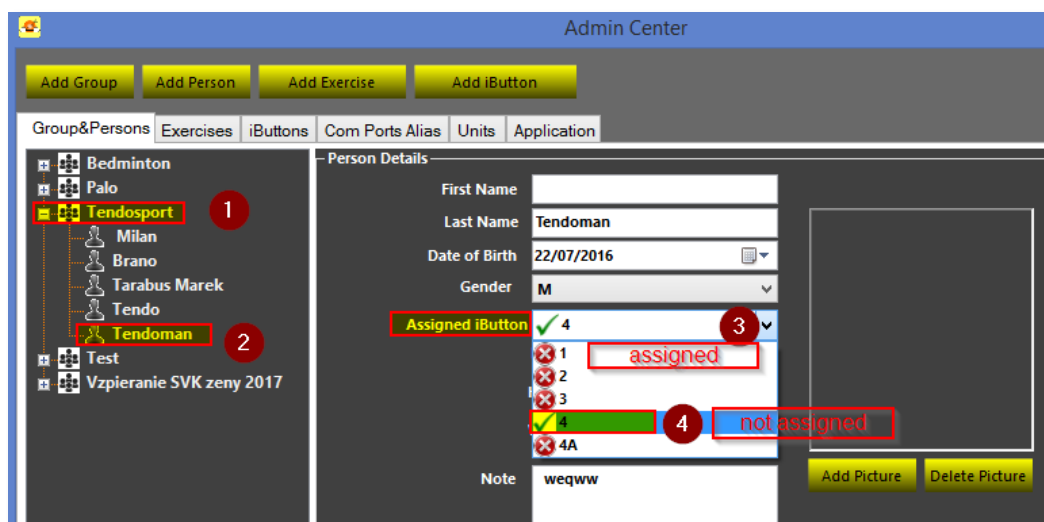 Admin Center
Add Group Add Person Add Exercise Add iButton
Group&Persons Exercises iButtons Com Ports Alias Units Application
Bedminton
Palo
Tendosport 1
Milan
Brano
Tarabus Marek
Tendo
Tendoman 2
Test
Vzpieranie SVK zeny 2017
Person Details
First Name
Last Name Tendoman
Date of Birth 22/07/2016
Gender M
Assigned iButton 4 3
1 assigned
2
3
4 4 not assigned
4A
Note weqww
Add Picture Delete Picture